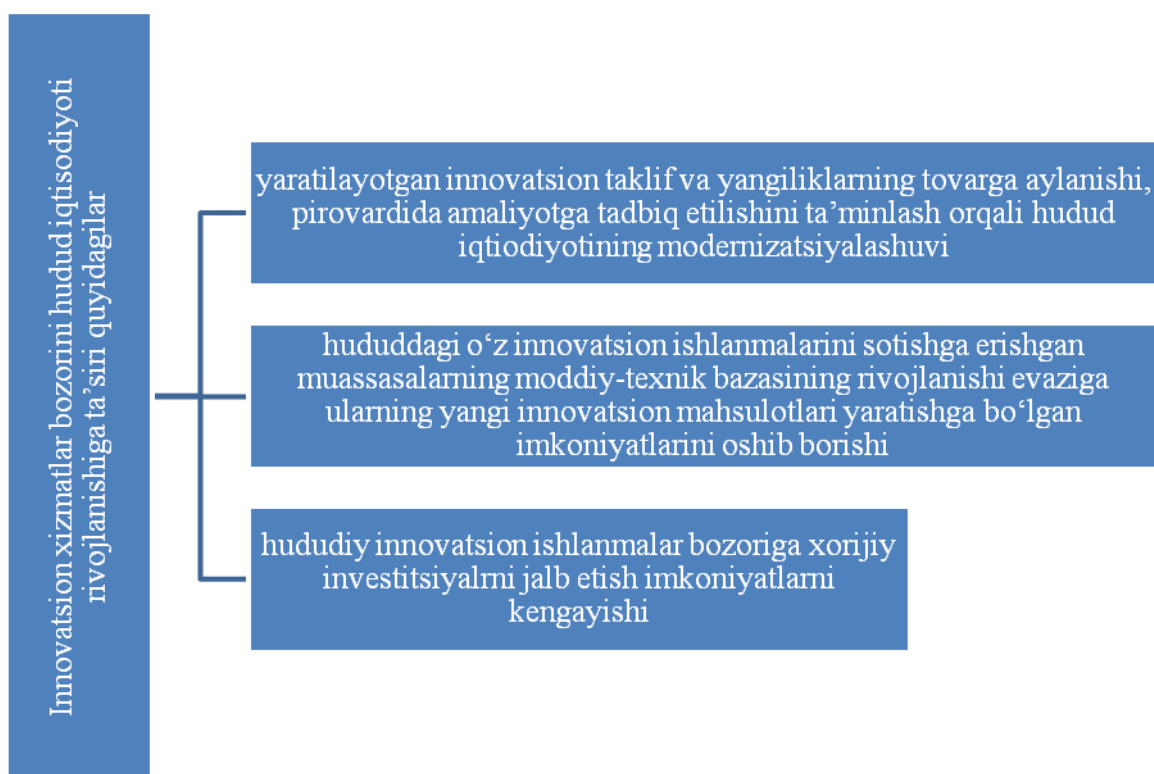 Innovatsion xizmatlar bozorini hudud iqtisodiyoti
rivojlanishiga ta’siri quyidagilar
yaratilayotgan innovatsion taklif va yangiliklarning tovarga aylanishi,
pirovardida amaliyotga tadbiq etilishini ta’minlash orqali hudud
iqtiodiyotining modernizatsiyalashuvi
hududdagi o‘z innovatsion ishlanmalarini sotishga erishgan
muassasalarning moddiy-texnik bazasining rivojlanishi evaziga
ularning yangi innovatsion mahsulotlari yaratishga bo‘lgan
imkoniyatlarini oshib borishi
hududiy innovatsion ishlanmalar bozoriga xorijiy
investitsiyalrni jalb etish imkoniyatlarni
kengayishi